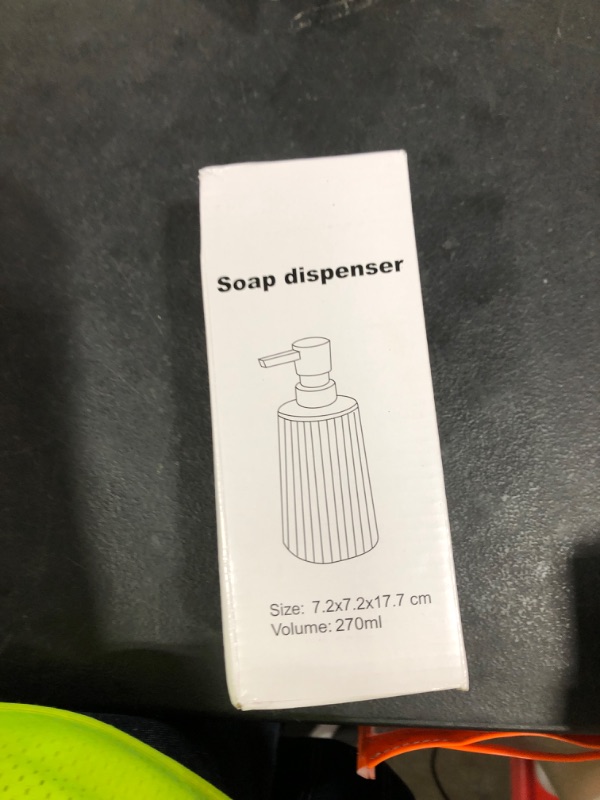 Soap dispenser
Size: 7.2x7.2x17.7 cm
Volume: 270ml